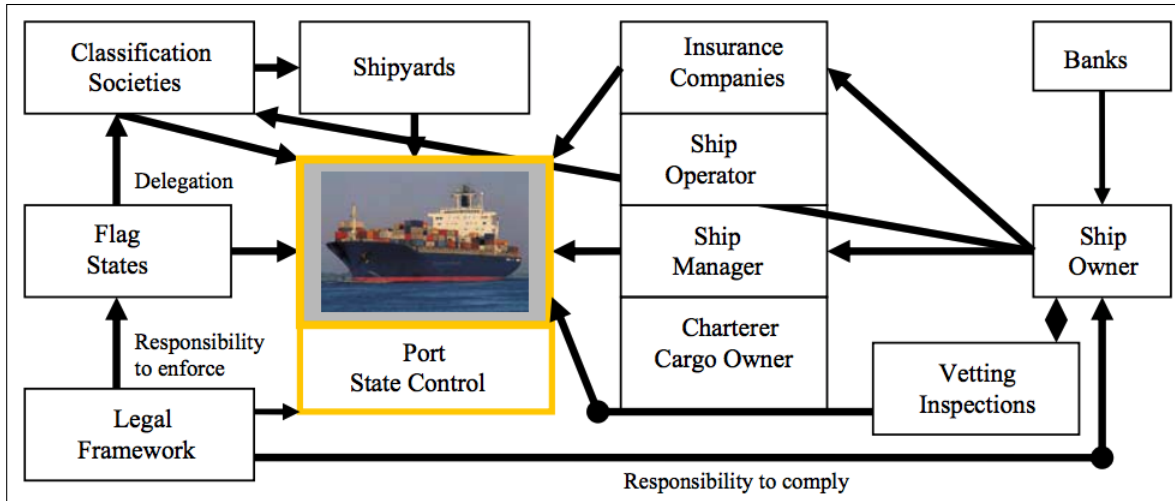 Classification
Societies
Shipyards
Insurance
Companies
Banks
Ship
Operator
Delegation
Flag
States
Ship
Manager
Ship
Owner
Responsibility
to enforce
Port
State Control
Charterer
Cargo Owner
Vetting
Inspections
Legal
Framework
Responsibility to comply